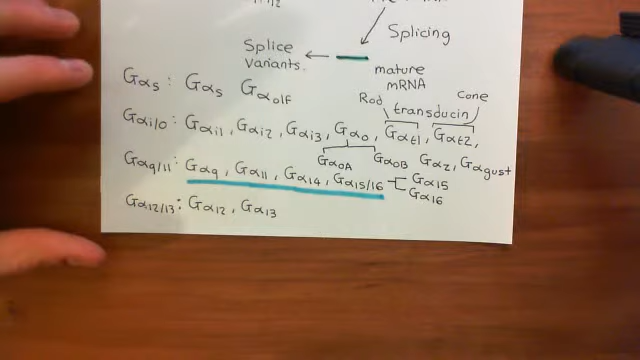 Splicing
Splice variants.
mature mRNA
Rod transducin cone
Gαs: Gαs Gαolf
Gαi/o: Gαi1, Gαi2, Gαi3, Gαo, Gαt1, Gαt2,
GαoA GαoB Gαz, Gαgust
Gαq/11: Gαq, Gα11, Gα14, Gα15/16 Gα15
Gα16
Gα12/13: Gα12, Gα13